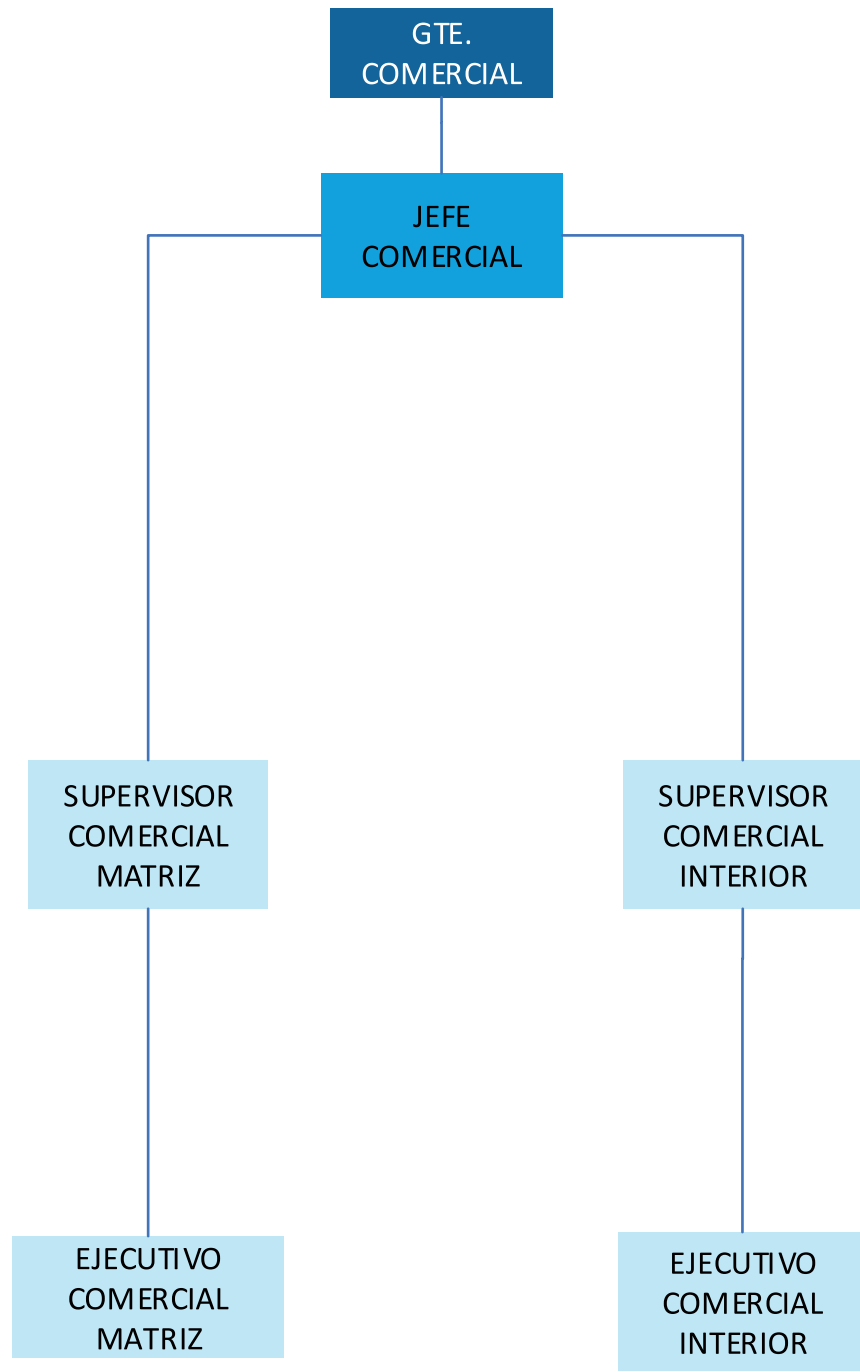 GTE.
COMERCIAL
JEFE
COMERCIAL
SUPERVISOR
COMERCIAL
MATRIZ
SUPERVISOR
COMERCIAL
INTERIOR
EJECUTIVO
COMERCIAL
MATRIZ
EJECUTIVO
COMERCIAL
INTERIOR